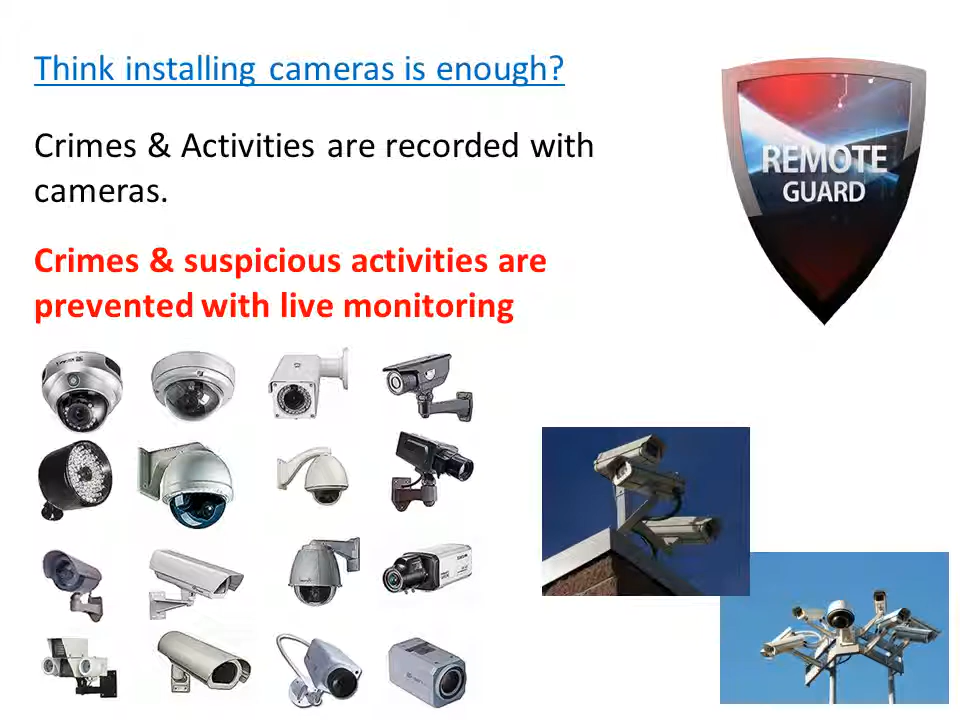 Think installing cameras is enough?
Crimes & Activities are recorded with
cameras.
Crimes & suspicious activities are
prevented with live monitoring
REMOTE
GUARD